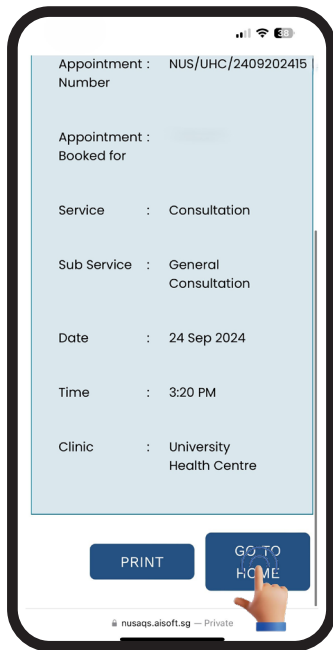 38
Appointment : NUS/UHC/2409202415
Number
Appointment :
Booked for
Service : Consultation
Sub Service : General
Consultation
Date : 24 Sep 2024
Time : 3:20 PM
Clinic : University
Health Centre
PRINT
GO TO
HOME
nusaqs.aisoft.sg — Private